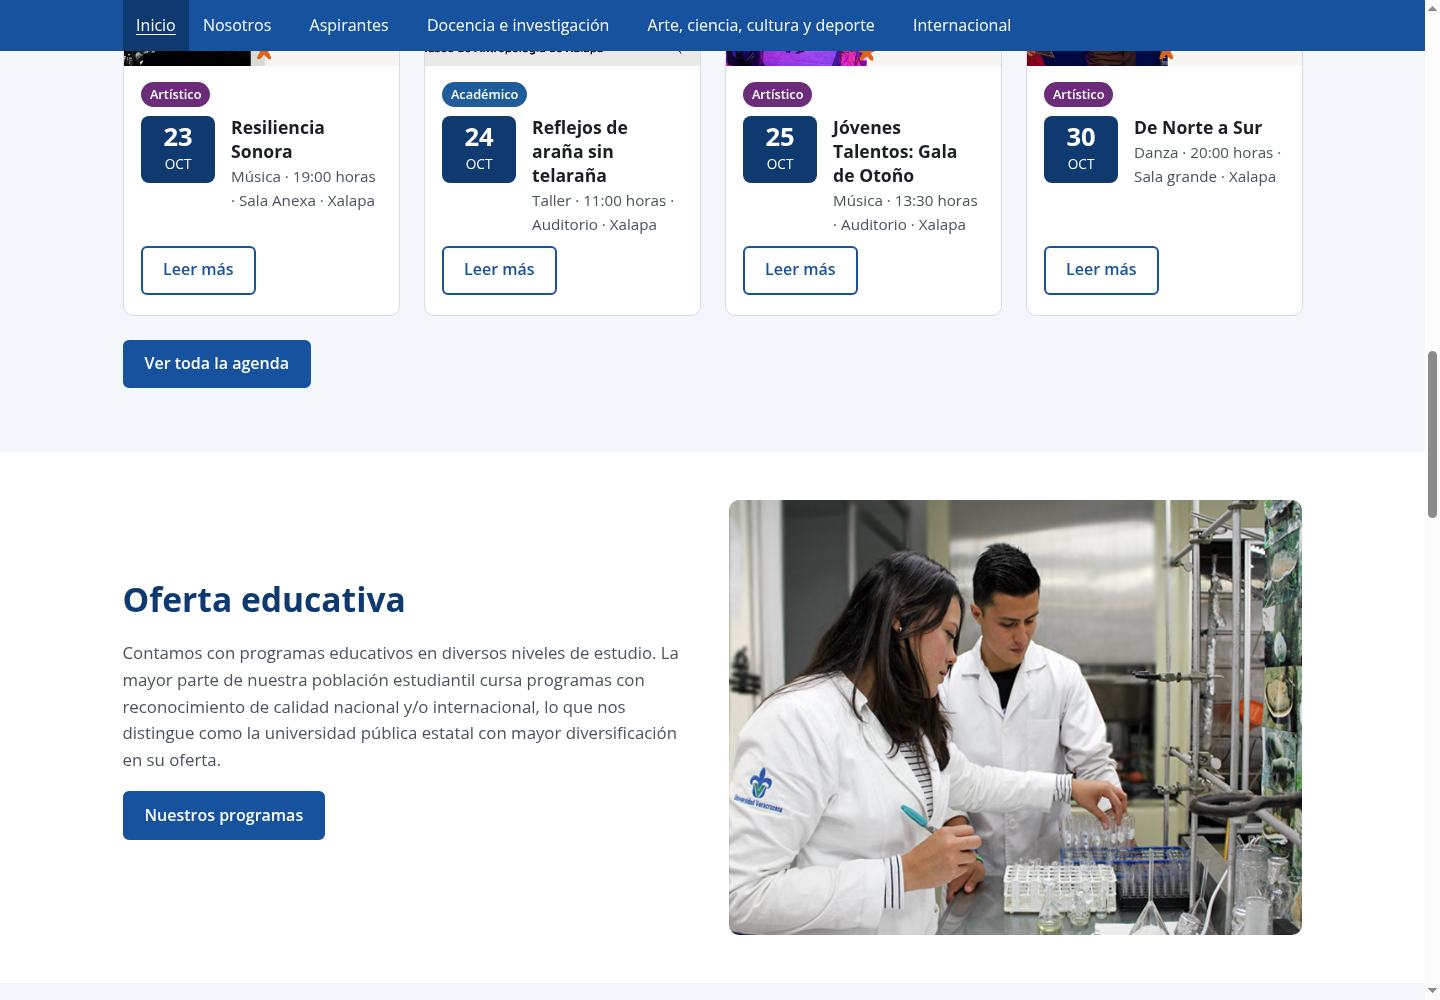 Inicio
Nosotros
Aspirantes
Docencia e investigación
Arte, ciencia, cultura y deporte
Internacional
Artístico
23
OCT
Resiliencia
Sonora
Música · 19:00 horas
· Sala Anexa · Xalapa
Leer más
Académico
24
OCT
Reflejos de
araña sin
telaraña
Taller · 11:00 horas ·
Auditorio · Xalapa
Leer más
Artístico
25
OCT
Jóvenes
Talentos: Gala
de Otoño
Música · 13:30 horas
· Auditorio · Xalapa
Leer más
Artístico
30
OCT
De Norte a Sur
Danza · 20:00 horas ·
Sala grande · Xalapa
Leer más
Ver toda la agenda
Oferta educativa
Contamos con programas educativos en diversos niveles de estudio. La
mayor parte de nuestra población estudiantil cursa programas con
reconocimiento de calidad nacional y/o internacional, lo que nos
distingue como la universidad pública estatal con mayor diversificación
en su oferta.
Nuestros programas
Universidad Veracruzana